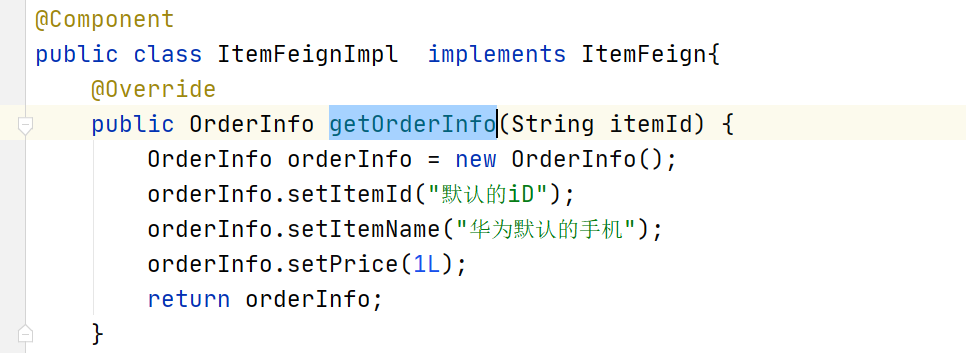 @Component
public class ItemFeignImpl  implements ItemFeign{
@Override
public OrderInfo getOrderInfo(String itemId) {
OrderInfo orderInfo = new OrderInfo();
orderInfo.setItemId("默认的iD");
orderInfo.setItemName("华为默认的手机");
orderInfo.setPrice(1L);
return orderInfo;
}